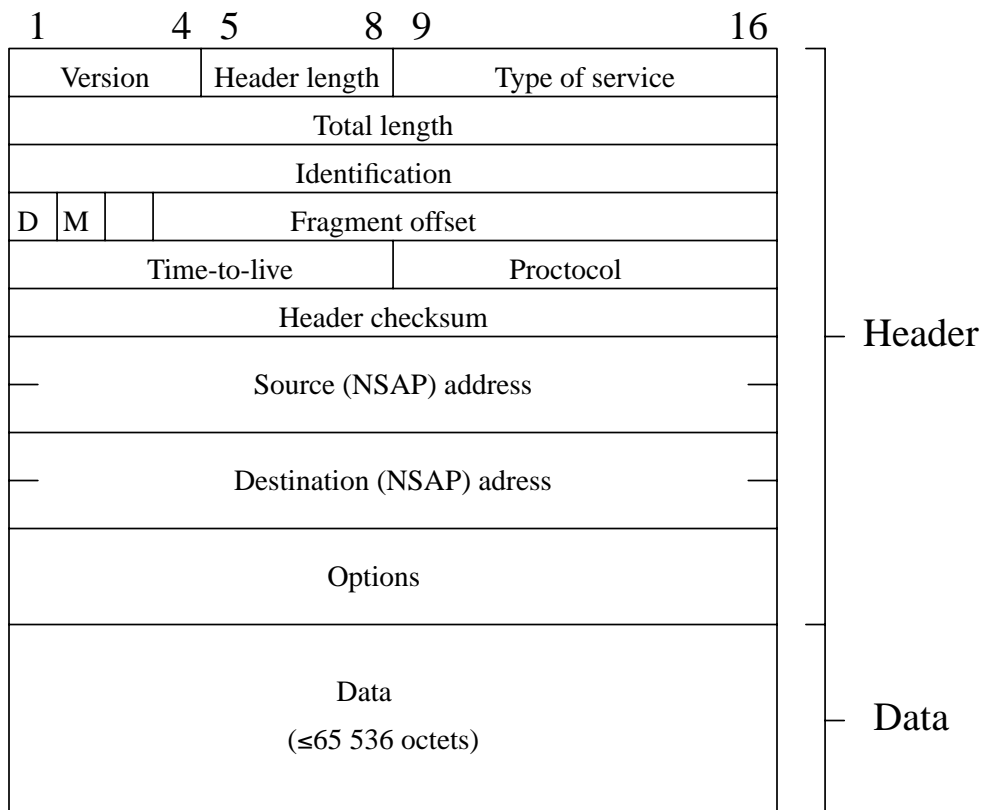 1 4 5 8 9 16
Version Header length Type of service
Total length
Identification
D M Fragment offset
Time-to-live Proctocol
Header checksum
Header
Source (NSAP) address
Destination (NSAP) adress
Options
Data
(≤65 536 octets)
Data